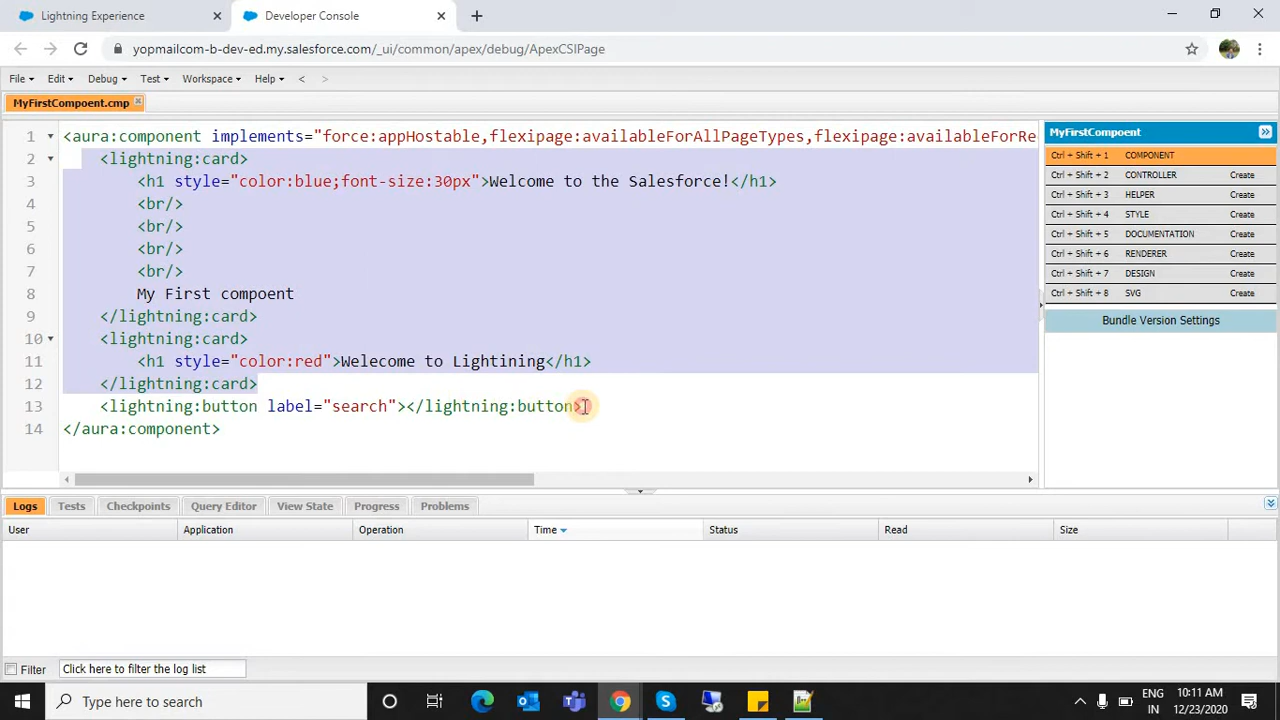 Lightning Experience
Developer Console
yopmailcom-b-dev-ed.my.salesforce.com/_ui/common/apex/debug/ApexCSIPage
File Edit Debug Test Workspace Help < >
MyFirstCompoent.cmp
1 <aura:component implements="force:appHostable,flexipage:availableForAllPageTypes,flexipage:availableForRe
2 <lightning:card>
3 <h1 style="color:blue;font-size:30px">Welcome to the Salesforce!</h1>
4 <br/>
5 <br/>
6 <br/>
7 <br/>
8 My First compoent
9 </lightning:card>
10 <lightning:card>
11 <h1 style="color:red">Welecome to Lightining</h1>
12 </lightning:card>
13 <lightning:button label="search"></lightning:button>
14 </aura:component>
MyFirstCompoent
Ctrl + Shift + 1 COMPONENT
Ctrl + Shift + 2 CONTROLLER Create
Ctrl + Shift + 3 HELPER Create
Ctrl + Shift + 4 STYLE Create
Ctrl + Shift + 5 DOCUMENTATION Create
Ctrl + Shift + 6 RENDERER Create
Ctrl + Shift + 7 DESIGN Create
Ctrl + Shift + 8 SVG Create
Bundle Version Settings
Logs Tests Checkpoints Query Editor View State Progress Problems
User Application Operation Time Status Read Size
Filter Click here to filter the log list
Type here to search
ENG 10:11 AM
IN 12/23/2020